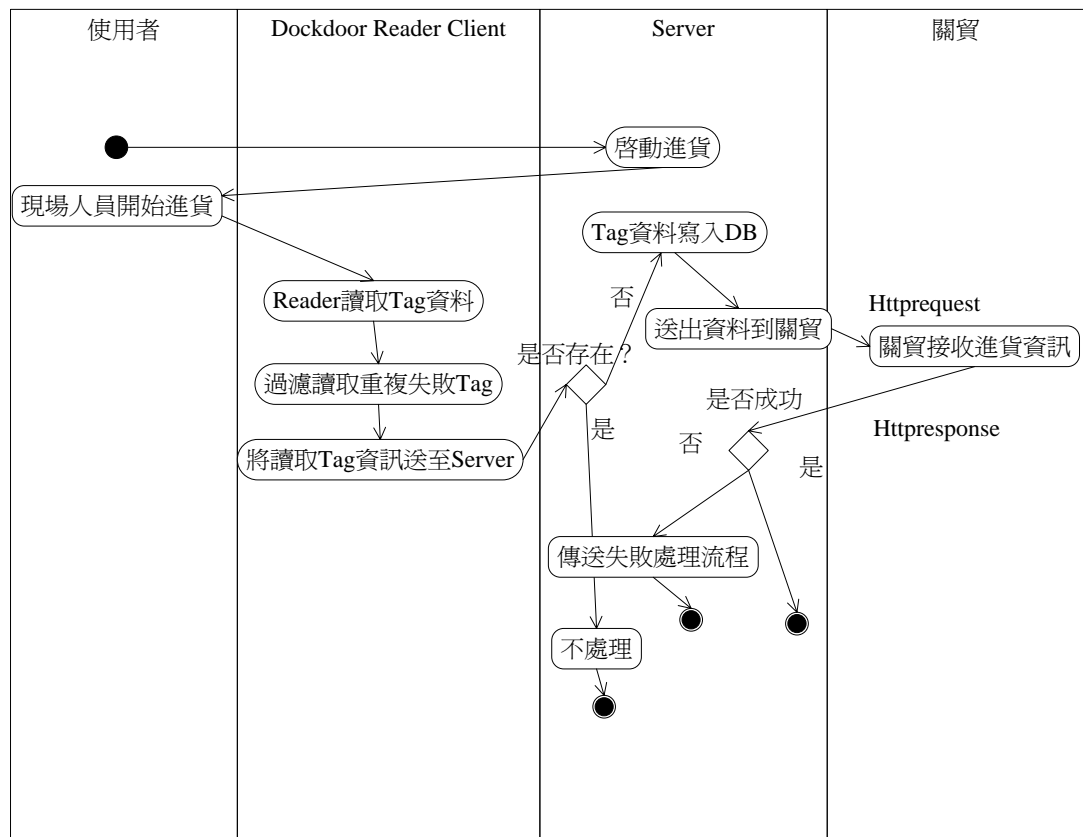 使用者
Dockdoor Reader Client
Server
關貿
啓動進貨
現場人員開始進貨
Tag資料寫入DB
Reader讀取Tag資料
否
送出資料到關貿
Httprequest
關貿接收進貨資訊
是否存在？
過濾讀取重複失敗Tag
是
是否成功
否
Httpresponse
是
將讀取Tag資訊送至Server
傳送失敗處理流程
不處理